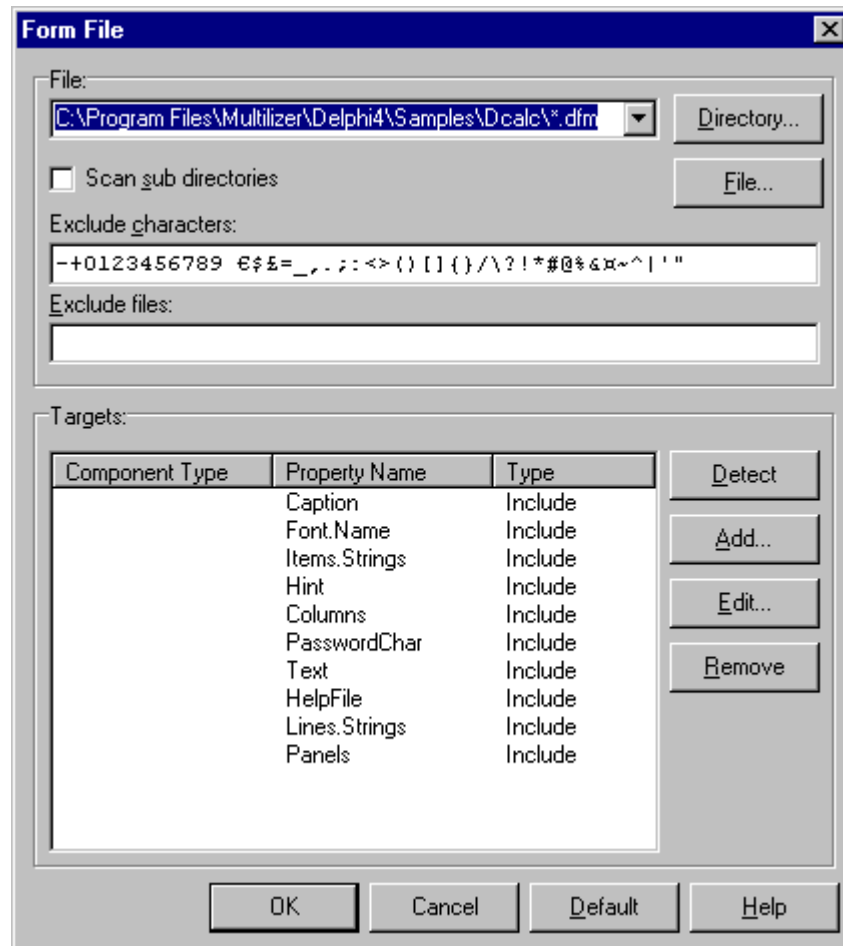 Form File
File:
C:\Program Files\Multilizer\Delphi4\Samples\Dcalc\*.dfm
Directory...
Scan sub directories
File...
Exclude characters:
-+0123456789 €$£=_,.;:<>()[]{}/\?!*#@%&¤~^|'"
Exclude files:
Targets:
Component Type Property Name Type
Detect
Caption Include
Font.Name Include
Add...
Items.Strings Include
Hint Include
Edit...
Columns Include
PasswordChar Include
Text Include
Remove
HelpFile Include
Lines.Strings Include
Panels Include
OK Cancel Default Help